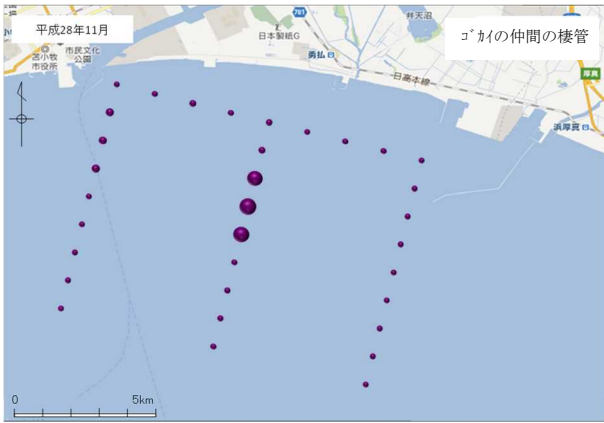 平成28年11月
ｺﾞｶｲの仲間の棲管
弁天沼
781
日本製紙G
勇払
市民文化
公園
苫小牧
市役所
日高本線
厚真
浜厚真
0
5km